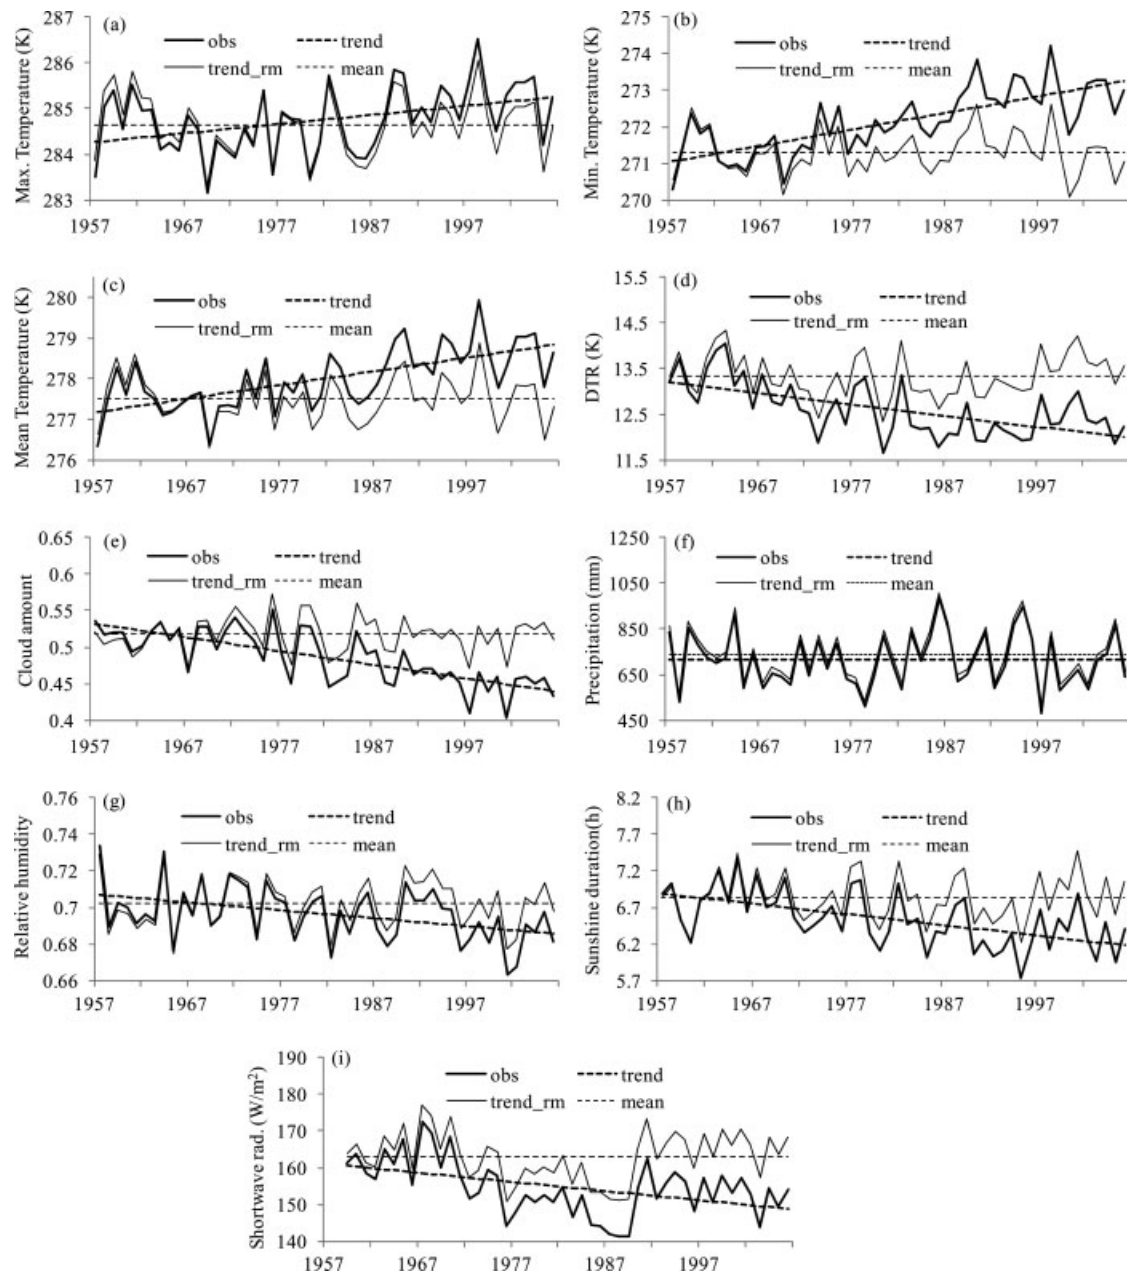 (a)
Max. Temperature (K)
287
286
285
284
283
obs
trend
trend_rm
mean
1957
1967
1977
1987
1997
(b)
Min. Temperature (K)
275
274
273
272
271
270
obs
trend
trend_rm
mean
1957
1967
1977
1987
1997
(c)
Mean Temperature (K)
280
279
278
277
276
obs
trend
trend_rm
mean
1957
1967
1977
1987
1997
(d)
DTR (K)
15.5
14.5
13.5
12.5
11.5
obs
trend
trend_rm
mean
1957
1967
1977
1987
1997
(e)
Cloud amount
0.65
0.6
0.55
0.5
0.45
0.4
obs
trend
trend_rm
mean
1957
1967
1977
1987
1997
(f)
Precipitation (mm)
1250
1050
850
650
450
obs
trend
trend_rm
mean
1957
1967
1977
1987
1997
(g)
Relative humidity
0.76
0.74
0.72
0.7
0.68
0.66
obs
trend
trend_rm
mean
1957
1967
1977
1987
1997
(h)
Sunshine duration(h)
8.2
7.7
7.2
6.7
6.2
5.7
obs
trend
trend_rm
mean
1957
1967
1977
1987
1997
(i)
Shortwave rad. (W/m²)
190
180
170
160
150
140
obs
trend
trend_rm
mean
1957
1967
1977
1987
1997